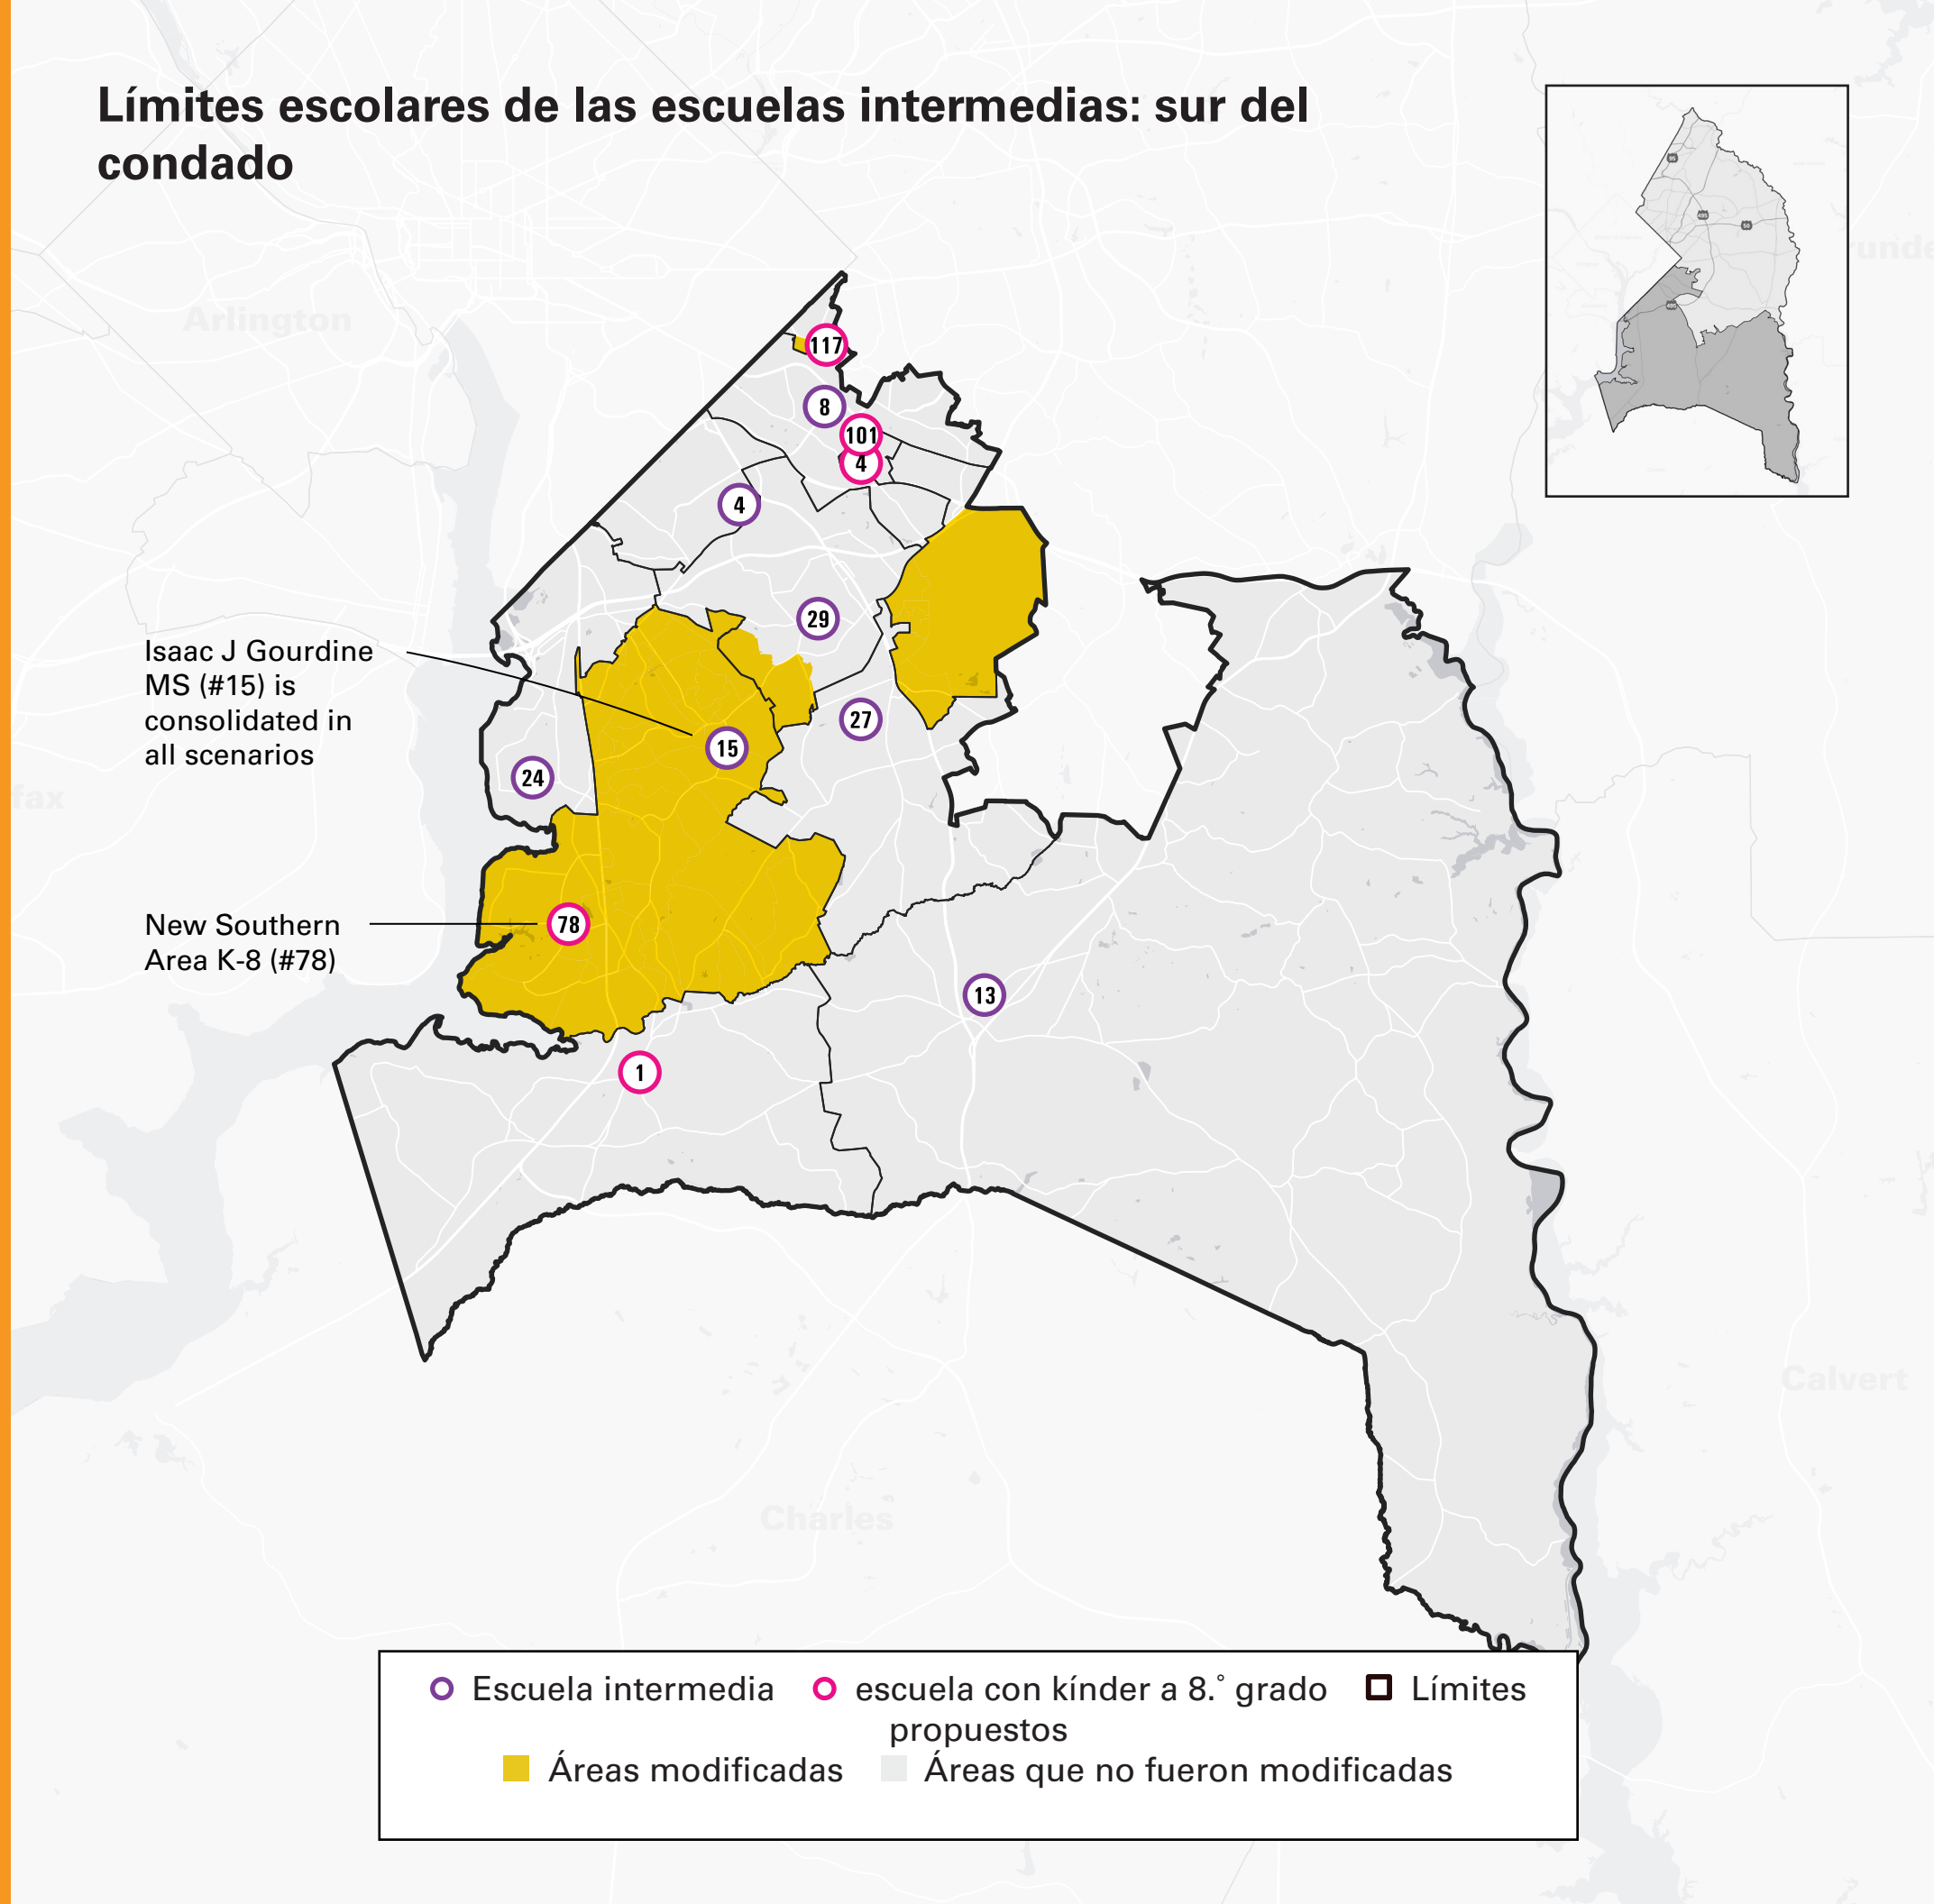 Límites escolares de las escuelas intermedias: sur del
condado
Arlington
117
8
101
4
4
29
Isaac J Gourdine
MS (#15) is
consolidated in
all scenarios
27
15
24
fax
New Southern
Area K-8 (#78)
78
13
1
Calvert
Charles
Escuela intermedia escuela con kínder a 8.° grado Límites
propuestos
Áreas modificadas Áreas que no fueron modificadas